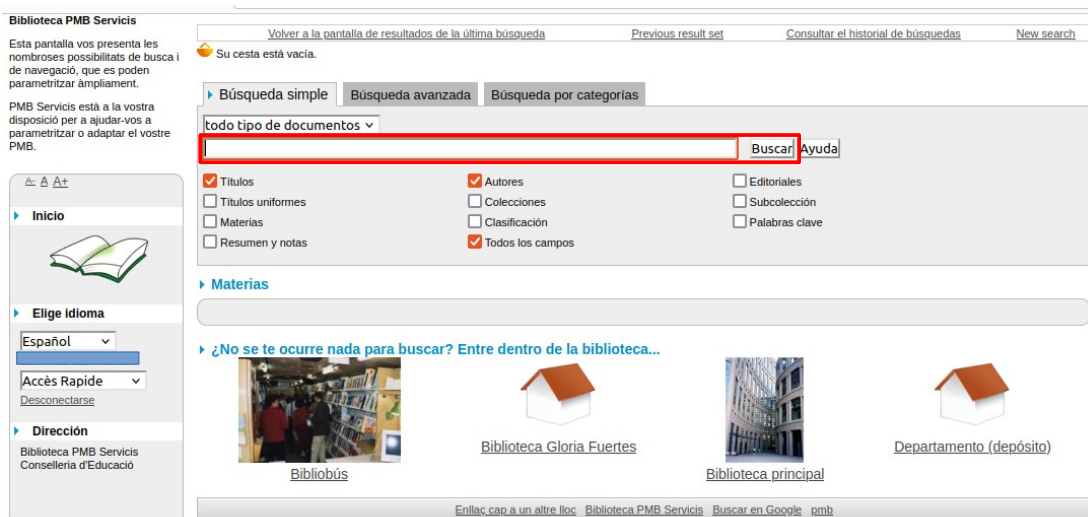 Biblioteca PMB Servicis
Esta pantalla vos presenta les
nombroses possibilitats de busca i
de navegació, que es poden
parametritzar àmpliament.
PMB Servicis està a la vostra
disposició per a ajudar-vos a
parametritzar o adaptar el vostre
PMB.
A- A A+
Inicio
Elige idioma
Español
Accès Rapide
Desconectarse
Dirección
Biblioteca PMB Servicis
Conselleria d'Educació
Volver a la pantalla de resultados de la última búsqueda Previous result set Consultar el historial de búsquedas New search
Su cesta está vacía.
Búsqueda simple Búsqueda avanzada Búsqueda por categorías
todo tipo de documentos
Buscar Ayuda
Títulos Autores Editoriales
Títulos uniformes Colecciones Subcolección
Materias Clasificación Palabras clave
Resumen y notas Todos los campos
Materias
¿No se te ocurre nada para buscar? Entre dentro de la biblioteca...
Bibliobús Biblioteca Gloria Fuertes Biblioteca principal Departamento (depósito)
Enllaç cap a un altre lloc Biblioteca PMB Servicis Buscar en Google pmb